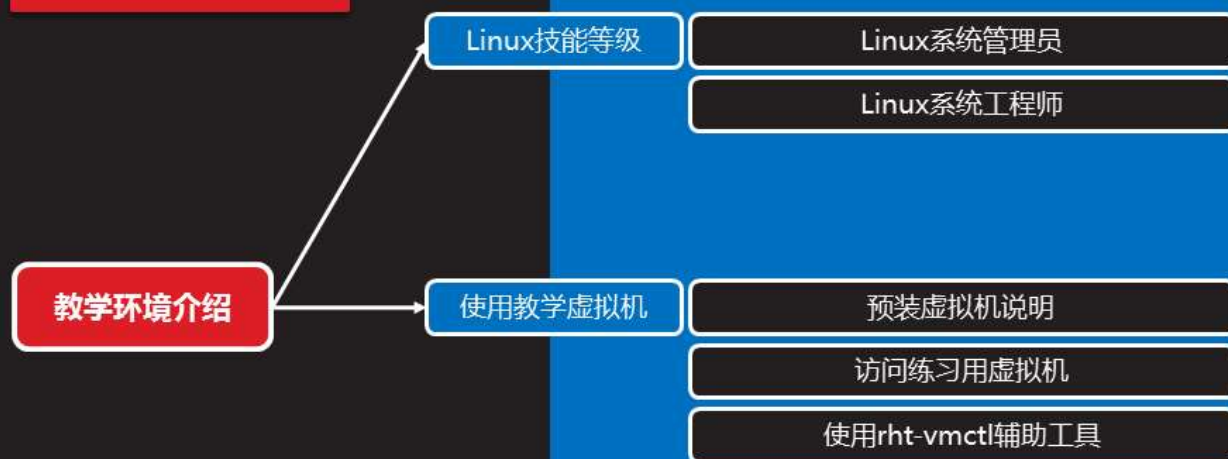 Linux技能等级
Linux系统管理员
Linux系统工程师
教学环境介绍
使用教学虚拟机
预装虚拟机说明
访问练习用虚拟机
使用rht-vmctl辅助工具